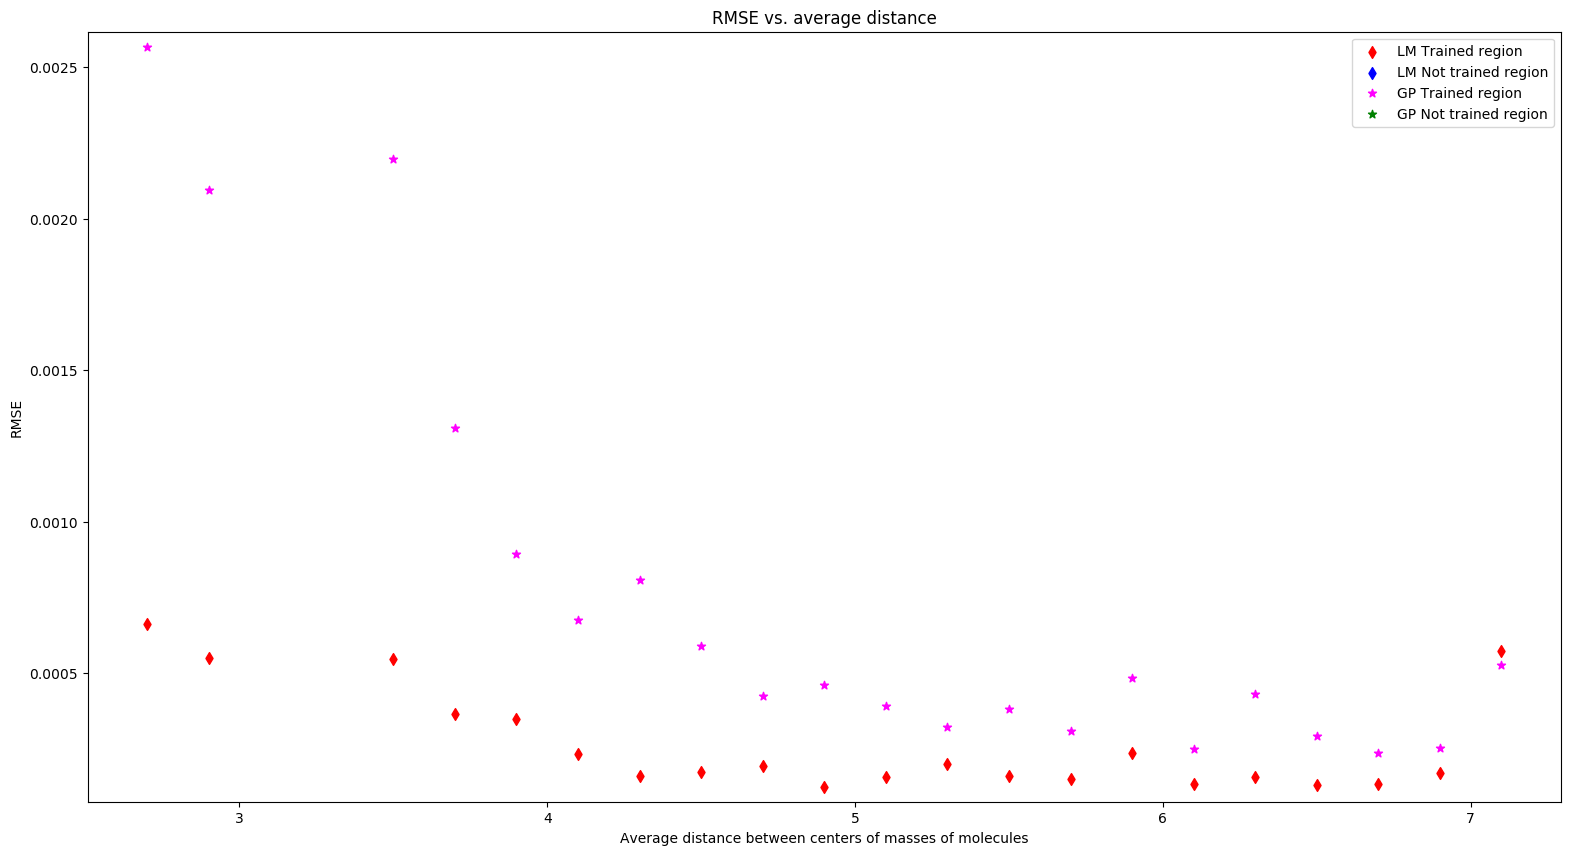 RMSE vs. average distance
LM Trained region
LM Not trained region
GP Trained region
GP Not trained region
0.0025
0.0020
0.0015
0.0010
0.0005
RMSE
3 4 5 6 7
Average distance between centers of masses of molecules